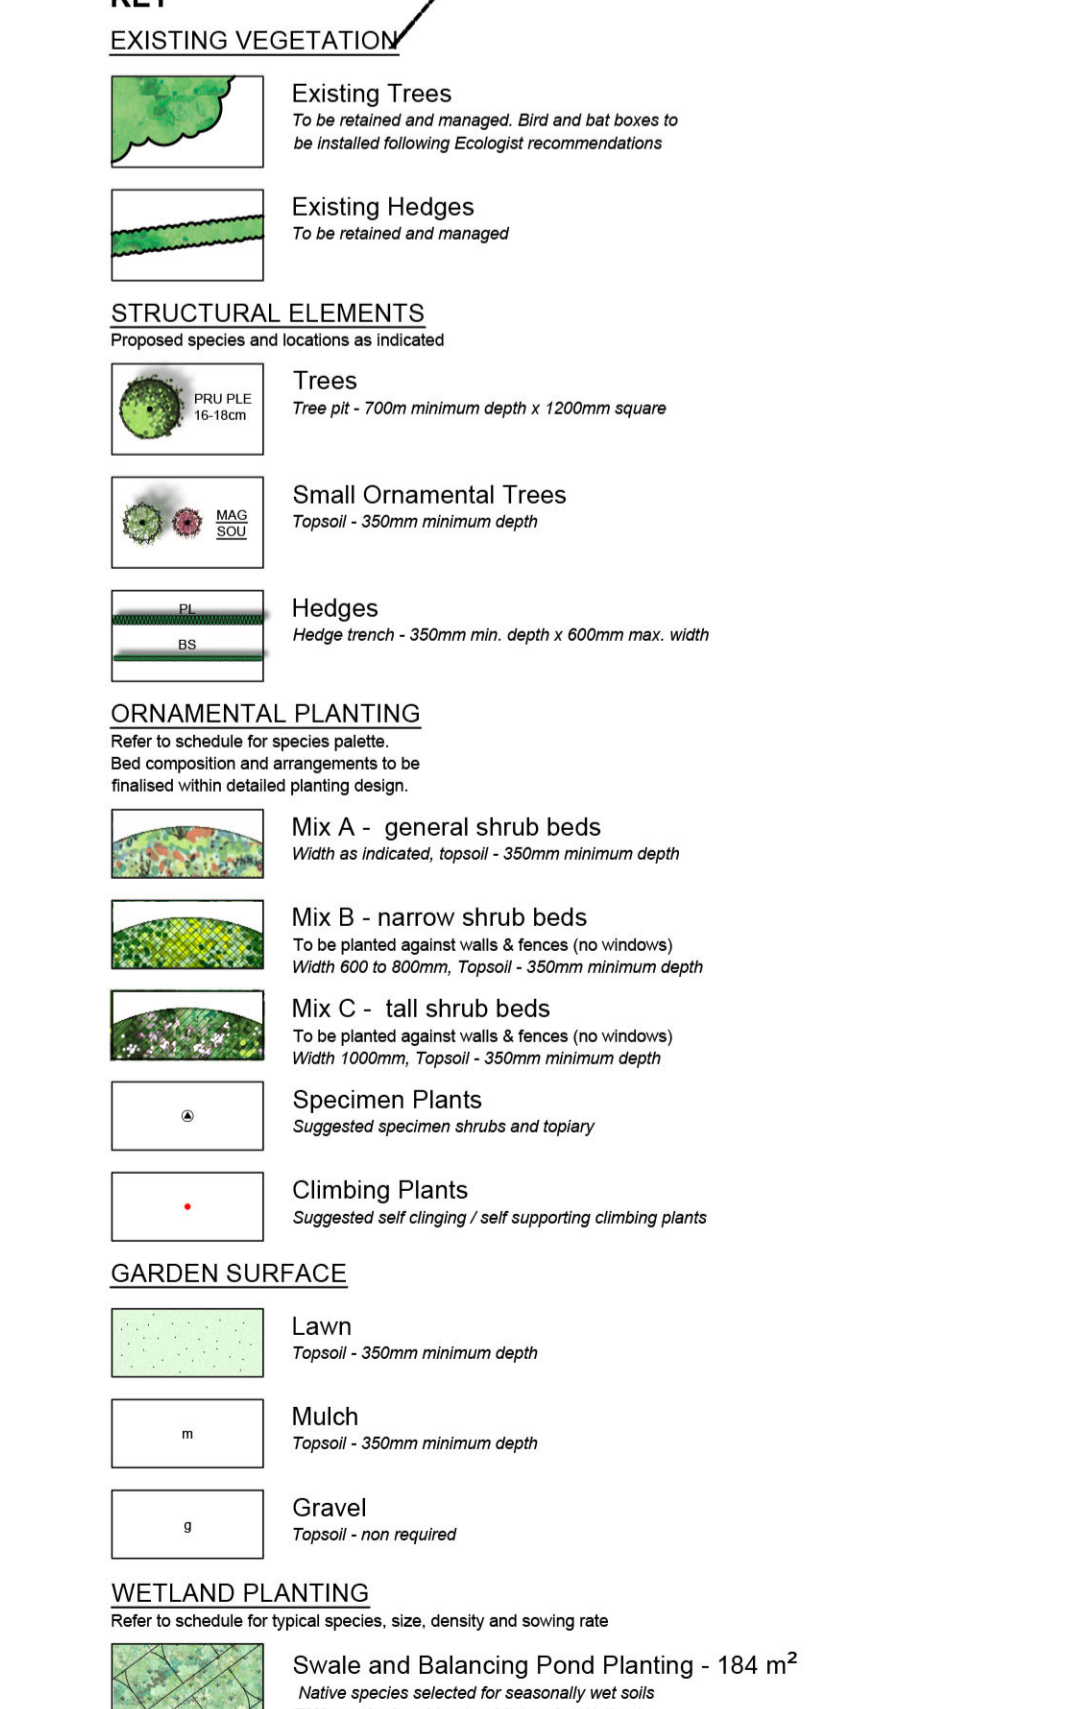 KEY
EXISTING VEGETATION
Existing Trees
To be retained and managed. Bird and bat boxes to
be installed following Ecologist recommendations
Existing Hedges
To be retained and managed
STRUCTURAL ELEMENTS
Proposed species and locations as indicated
PRU PLE
16-18cm
Trees
Tree pit - 700m minimum depth x 1200mm square
MAG
SOU
Small Ornamental Trees
Topsoil - 350mm minimum depth
PL
BS
Hedges
Hedge trench - 350mm min. depth x 600mm max. width
ORNAMENTAL PLANTING
Refer to schedule for species palette.
Bed composition and arrangements to be
finalised within detailed planting design.
Mix A - general shrub beds
Width as indicated, topsoil - 350mm minimum depth
Mix B - narrow shrub beds
To be planted against walls & fences (no windows)
Width 600 to 800mm, Topsoil - 350mm minimum depth
Mix C - tall shrub beds
To be planted against walls & fences (no windows)
Width 1000mm, Topsoil - 350mm minimum depth
Specimen Plants
Suggested specimen shrubs and topiary
Climbing Plants
Suggested self clinging / self supporting climbing plants
GARDEN SURFACE
Lawn
Topsoil - 350mm minimum depth
m
Mulch
Topsoil - 350mm minimum depth
g
Gravel
Topsoil - non required
WETLAND PLANTING
Refer to schedule for typical species, size, density and sowing rate
Swale and Balancing Pond Planting - 184 m²
Native species selected for seasonally wet soils